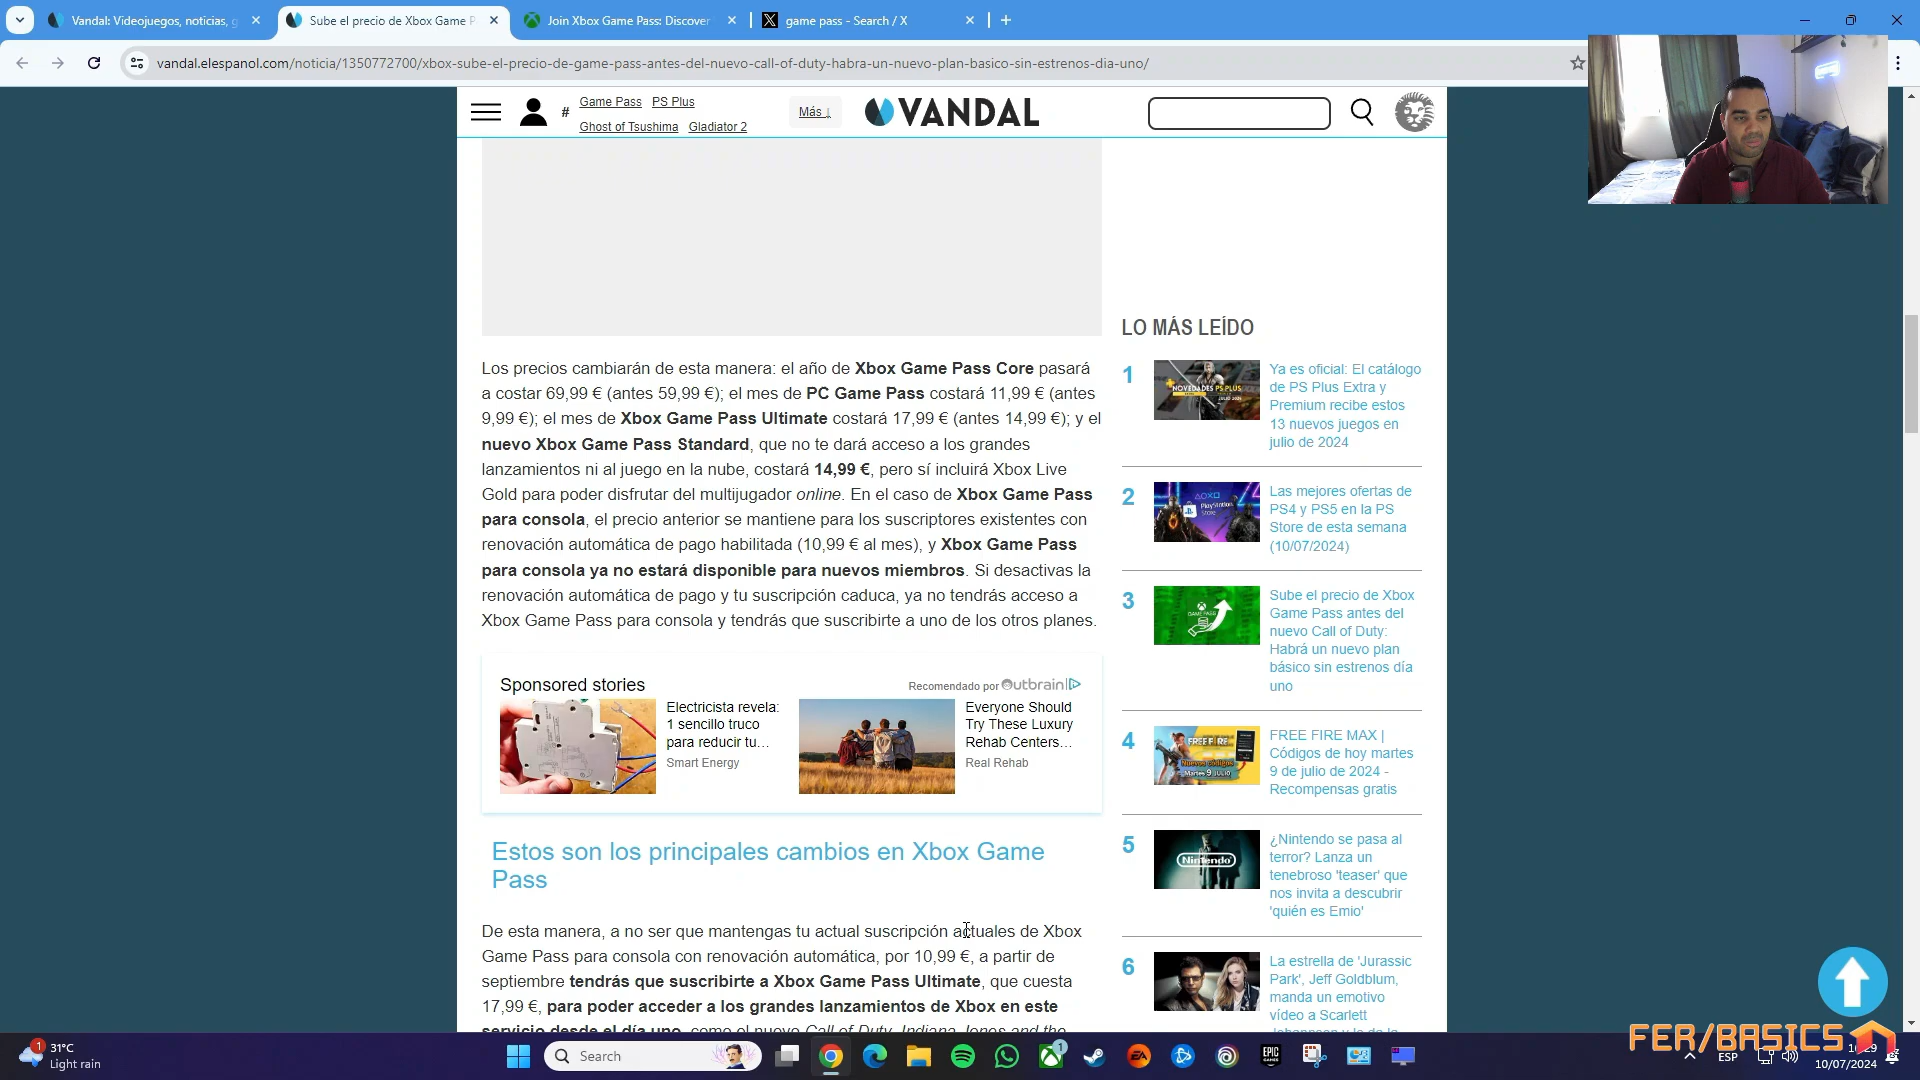 Vandal: Videojuegos, noticias, g
Sube el precio de Xbox Game P
Join Xbox Game Pass: Discover
game pass - Search / X
vandal.elespanol.com/noticia/1350772700/xbox-sube-el-precio-de-game-pass-antes-del-nuevo-call-of-duty-habra-un-nuevo-plan-basico-sin-estrenos-dia-uno/
# Game Pass PS Plus
Ghost of Tsushima Gladiator 2
Más ↓
VANDAL
Los precios cambiarán de esta manera: el año de Xbox Game Pass Core pasará
a costar 69,99 € (antes 59,99 €); el mes de PC Game Pass costará 11,99 € (antes
9,99 €); el mes de Xbox Game Pass Ultimate costará 17,99 € (antes 14,99 €); y el
nuevo Xbox Game Pass Standard, que no te dará acceso a los grandes
lanzamientos ni al juego en la nube, costará 14,99 €, pero sí incluirá Xbox Live
Gold para poder disfrutar del multijugador online. En el caso de Xbox Game Pass
para consola, el precio anterior se mantiene para los suscriptores existentes con
renovación automática de pago habilitada (10,99 € al mes), y Xbox Game Pass
para consola ya no estará disponible para nuevos miembros. Si desactivas la
renovación automática de pago y tu suscripción caduca, ya no tendrás acceso a
Xbox Game Pass para consola y tendrás que suscribirte a uno de los otros planes.
Sponsored stories
Recomendado por Outbrain
Electricista revela:
1 sencillo truco
para reducir tu...
Smart Energy
Everyone Should
Try These Luxury
Rehab Centers...
Real Rehab
Estos son los principales cambios en Xbox Game
Pass
De esta manera, a no ser que mantengas tu actual suscripción actuales de Xbox
Game Pass para consola con renovación automática, por 10,99 €, a partir de
septiembre tendrás que suscribirte a Xbox Game Pass Ultimate, que cuesta
17,99 €, para poder acceder a los grandes lanzamientos de Xbox en este
servicio desde el día uno, como el nuevo Call of Duty, Indiana Jones and the
LO MÁS LEÍDO
1
Ya es oficial: El catálogo
de PS Plus Extra y
Premium recibe estos
13 nuevos juegos en
julio de 2024
2
Las mejores ofertas de
PS4 y PS5 en la PS
Store de esta semana
(10/07/2024)
3
Sube el precio de Xbox
Game Pass antes del
nuevo Call of Duty:
Habrá un nuevo plan
básico sin estrenos día
uno
4
FREE FIRE MAX |
Códigos de hoy martes
9 de julio de 2024 -
Recompensas gratis
5
¿Nintendo se pasa al
terror? Lanza un
tenebroso 'teaser' que
nos invita a descubrir
'quién es Emio'
6
La estrella de 'Jurassic
Park', Jeff Goldblum,
manda un emotivo
vídeo a Scarlett
NOVEDADES PS PLUS
PlayStation
Store
GAME PASS
FREE FIRE
Nuevos códigos
Martes 9 JULIO
Nintendo
FER/BASICS
1
31°C
Light rain
Search
1
EA
EPIC
GAMES
ESP
10/07/2024